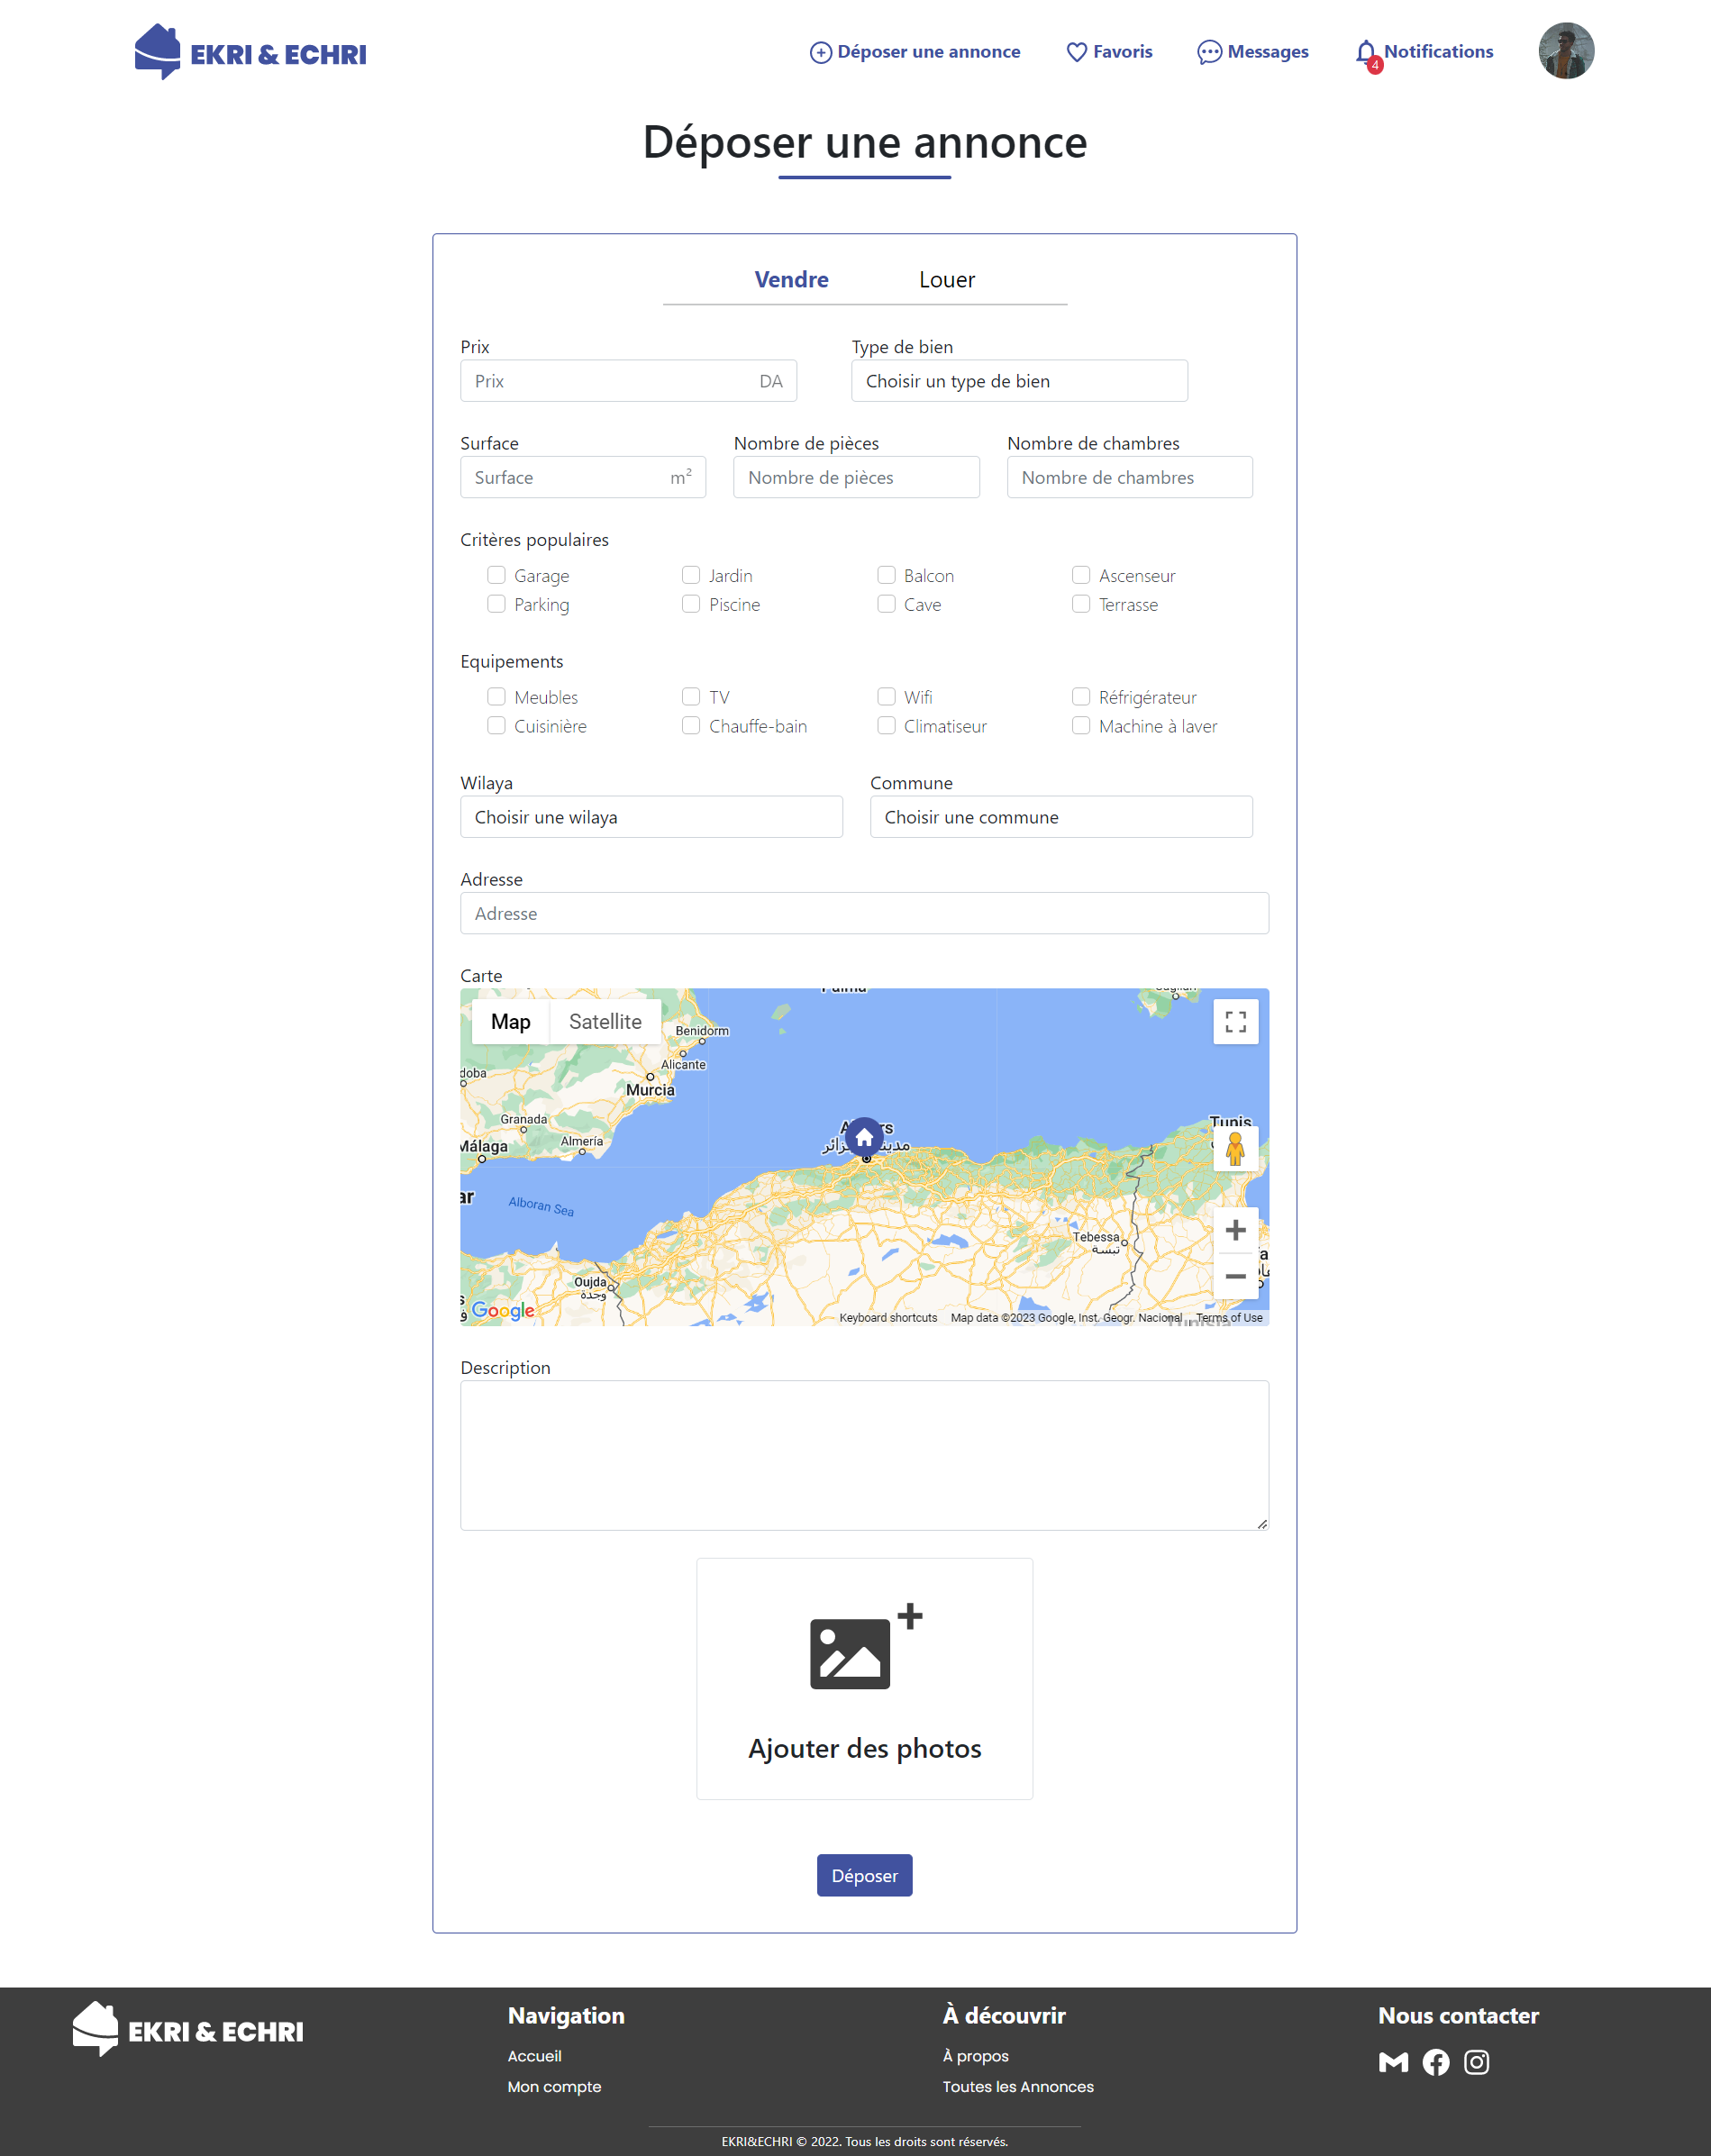 EKRI & ECHRI
Déposer une annonce
Favoris
Messages
4
Notifications
Déposer une annonce
Vendre
Louer
Prix
Type de bien
Prix
DA
Choisir un type de bien
Surface
Nombre de pièces
Nombre de chambres
Surface
m²
Nombre de pièces
Nombre de chambres
Critères populaires
Garage
Jardin
Balcon
Ascenseur
Parking
Piscine
Cave
Terrasse
Equipements
Meubles
TV
Wifi
Réfrigérateur
Cuisinière
Chauffe-bain
Climatiseur
Machine à laver
Wilaya
Commune
Choisir une wilaya
Choisir une commune
Adresse
Adresse
Carte
Map
Satellite
Benidorm
Alicante
Murcia
Granada
Málaga
Almería
Tunis
Alboran Sea
Tebessa
تبسة
Oujda
وجدة
Google
Keyboard shortcuts
Map data ©2023 Google, Inst. Geogr. Nacional
Terms of Use
Description
Ajouter des photos
Déposer
EKRI & ECHRI
Navigation
À découvrir
Nous contacter
Accueil
À propos
Mon compte
Toutes les Annonces
EKRI&ECHRI © 2022. Tous les droits sont réservés.